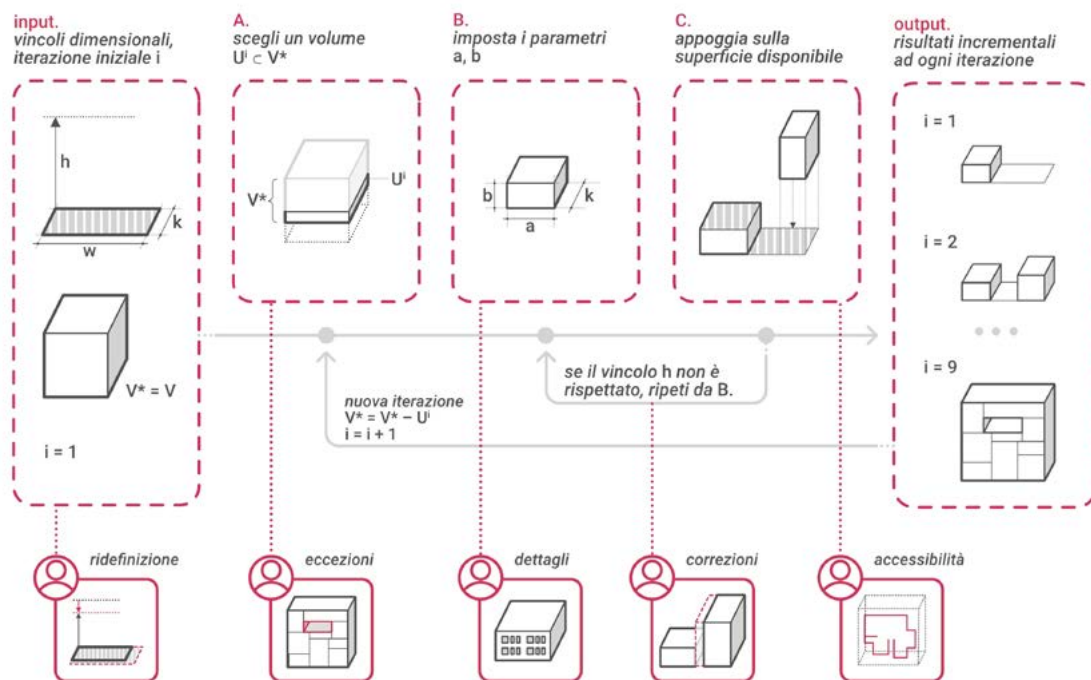 input.
vincoli dimensionali,
iterazione iniziale i
h
k
w
V* = V
i = 1
A.
scegli un volume
Uⁱ ⊂ V*
V*
Uⁱ
B.
imposta i parametri
a, b
b
k
a
C.
appoggia sulla
superficie disponibile
output.
risultati incrementali
ad ogni iterazione
i = 1
i = 2
i = 9
se il vincolo h non è
rispettato, ripeti da B.
nuova iterazione
V* = V* – Uⁱ
i = i + 1
ridefinizione
eccezioni
dettagli
correzioni
accessibilità